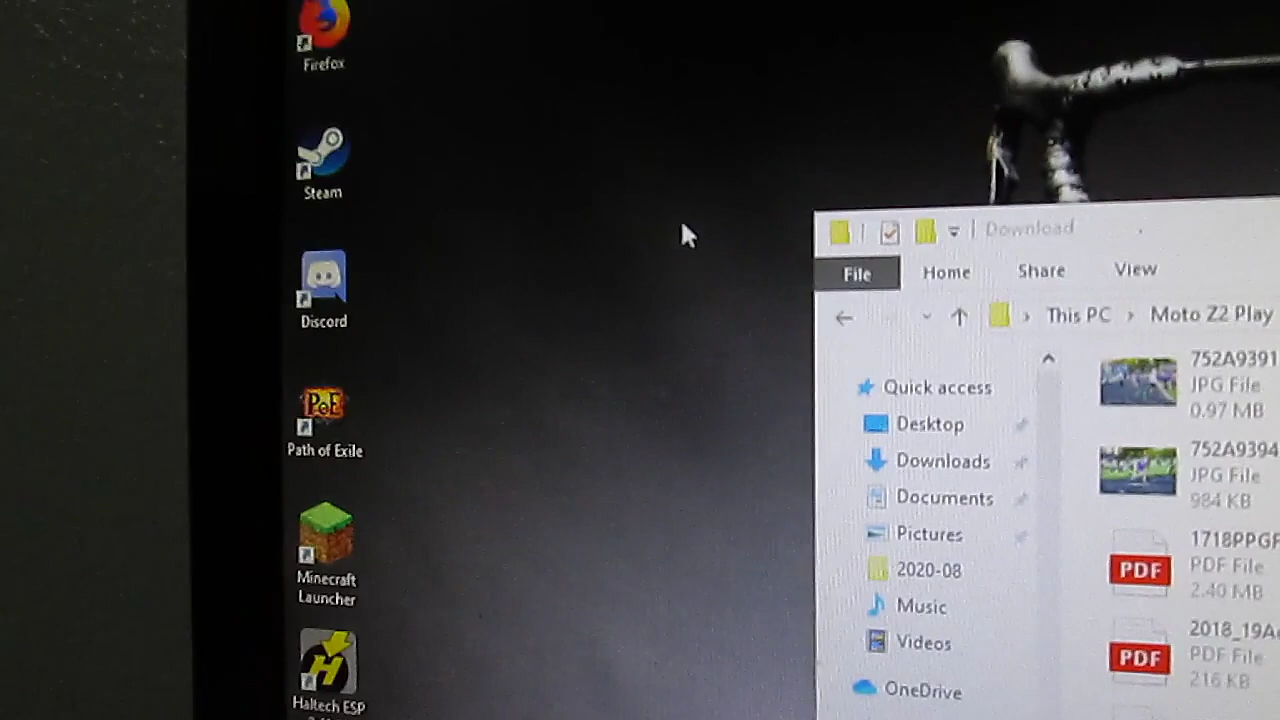 Firefox
Steam
Discord
PoE
Path of Exile
Minecraft
Launcher
H
Haltech ESP
Download
File Home Share View
This PC › Moto Z2 Play
Quick access
Desktop
Downloads
Documents
Pictures
2020-08
Music
Videos
OneDrive
752A9391
JPG File
0.97 MB
752A9394
JPG File
984 KB
PDF
1718PPGF
PDF File
2.40 MB
PDF
2018_19A
PDF File
216 KB